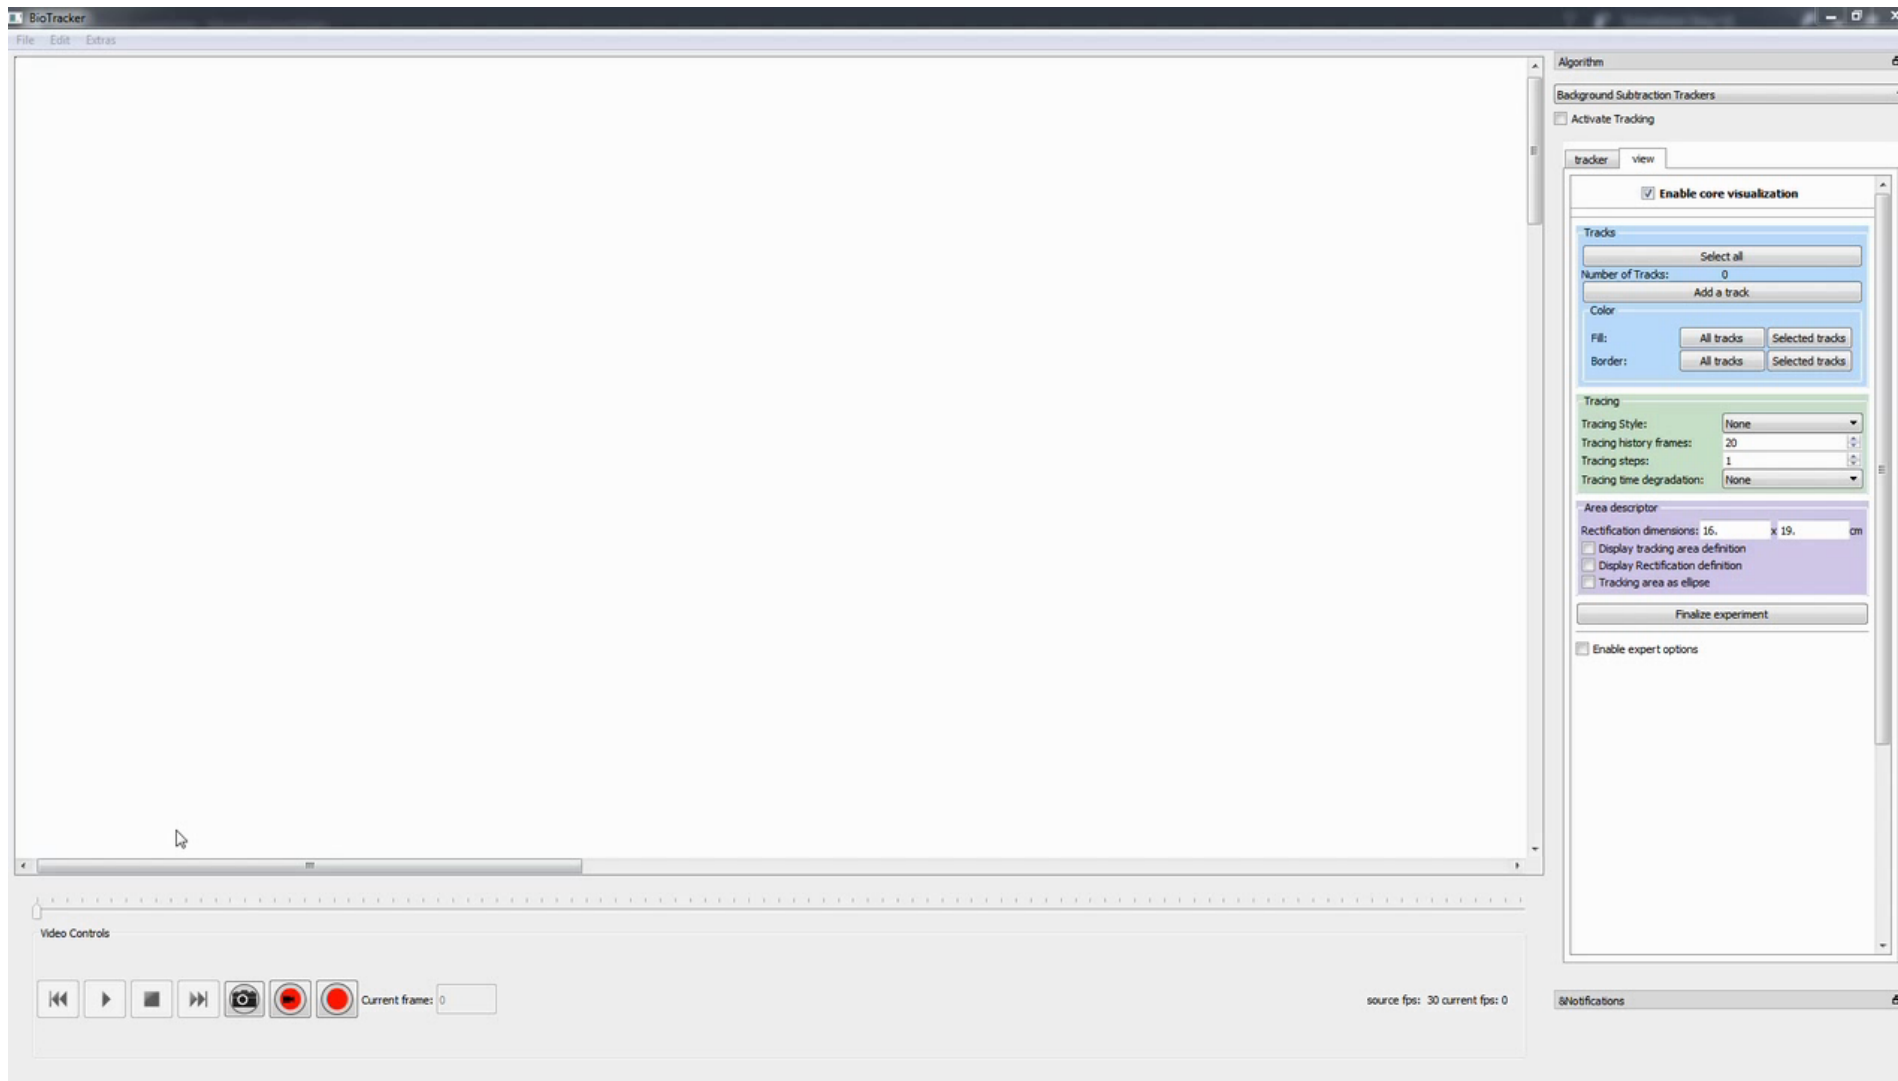 BioTracker
File Edit Extras
Algorithm
Background Subtraction Trackers
Activate Tracking
tracker view
Enable core visualization
Tracks
Select all
Number of Tracks: 0
Add a track
Color
Fill: All tracks Selected tracks
Border: All tracks Selected tracks
Tracing
Tracing Style: None
Tracing history frames: 20
Tracing steps: 1
Tracing time degradation: None
Area descriptor
Rectification dimensions: 16. x 19. cm
Display tracking area definition
Display Rectification definition
Tracking area as ellipse
Finalize experiment
Enable expert options
Video Controls
Current frame: 0
source fps: 30 current fps: 0
&Notifications